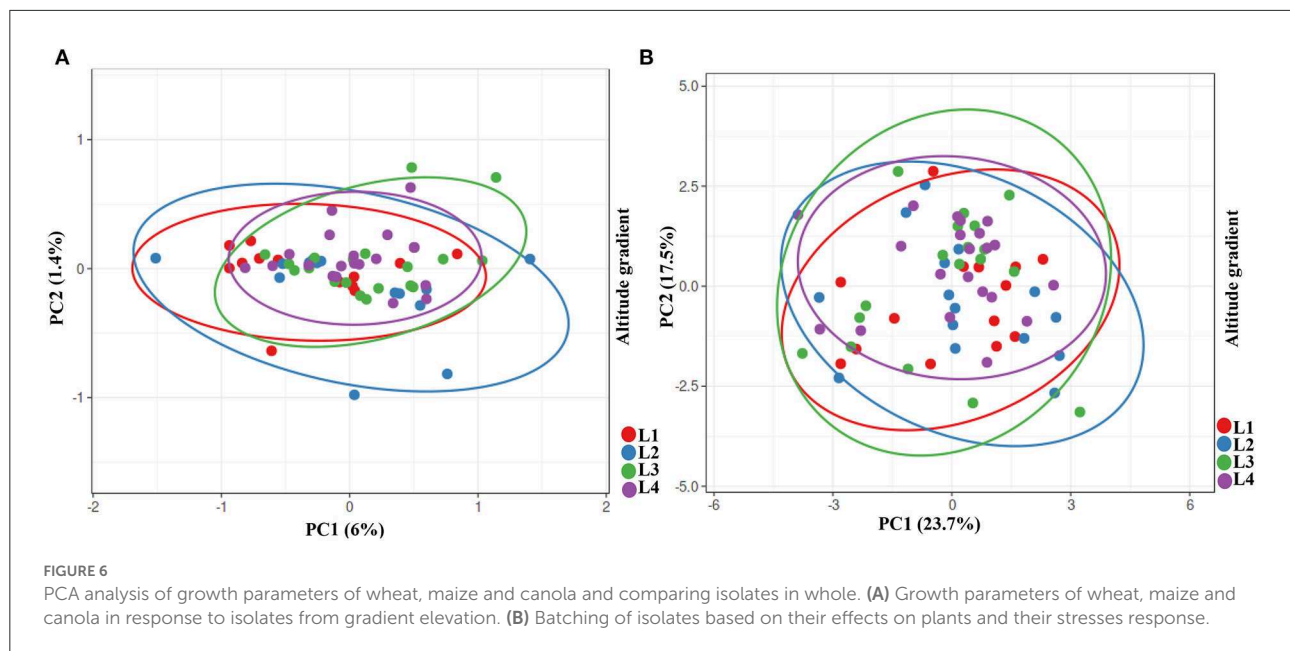 A
B
2
1
0
-1
-2
-1
0
1
2
PC2 (1.4%)
PC1 (6%)
Altitude gradient
L1
L2
L3
L4
5.0
2.5
0.0
-2.5
-5.0
-6
-3
0
3
6
PC2 (17.5%)
PC1 (23.7%)
Altitude gradient
L1
L2
L3
L4
FIGURE 6
PCA analysis of growth parameters of wheat, maize and canola and comparing isolates in whole. (A) Growth parameters of wheat, maize and
canola in response to isolates from gradient elevation. (B) Batching of isolates based on their effects on plants and their stresses response.